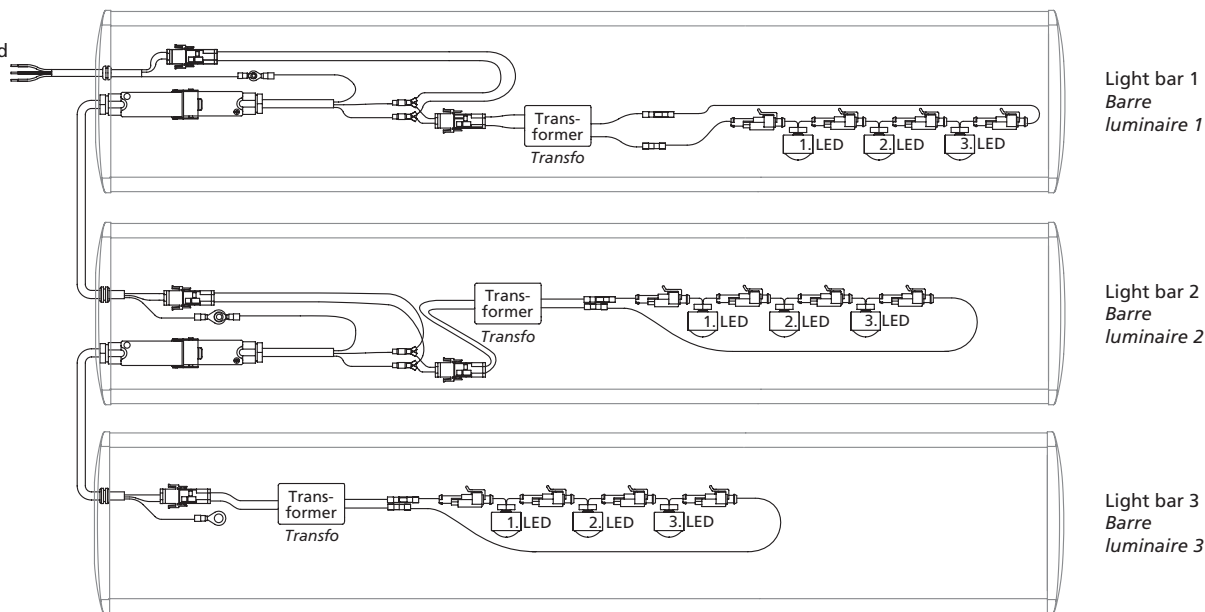 d
Trans-
former
Transfo
1. LED
2. LED
3. LED
Light bar 1
Barre
luminaire 1
Trans-
former
Transfo
1. LED
2. LED
3. LED
Light bar 2
Barre
luminaire 2
Trans-
former
Transfo
1. LED
2. LED
3. LED
Light bar 3
Barre
luminaire 3